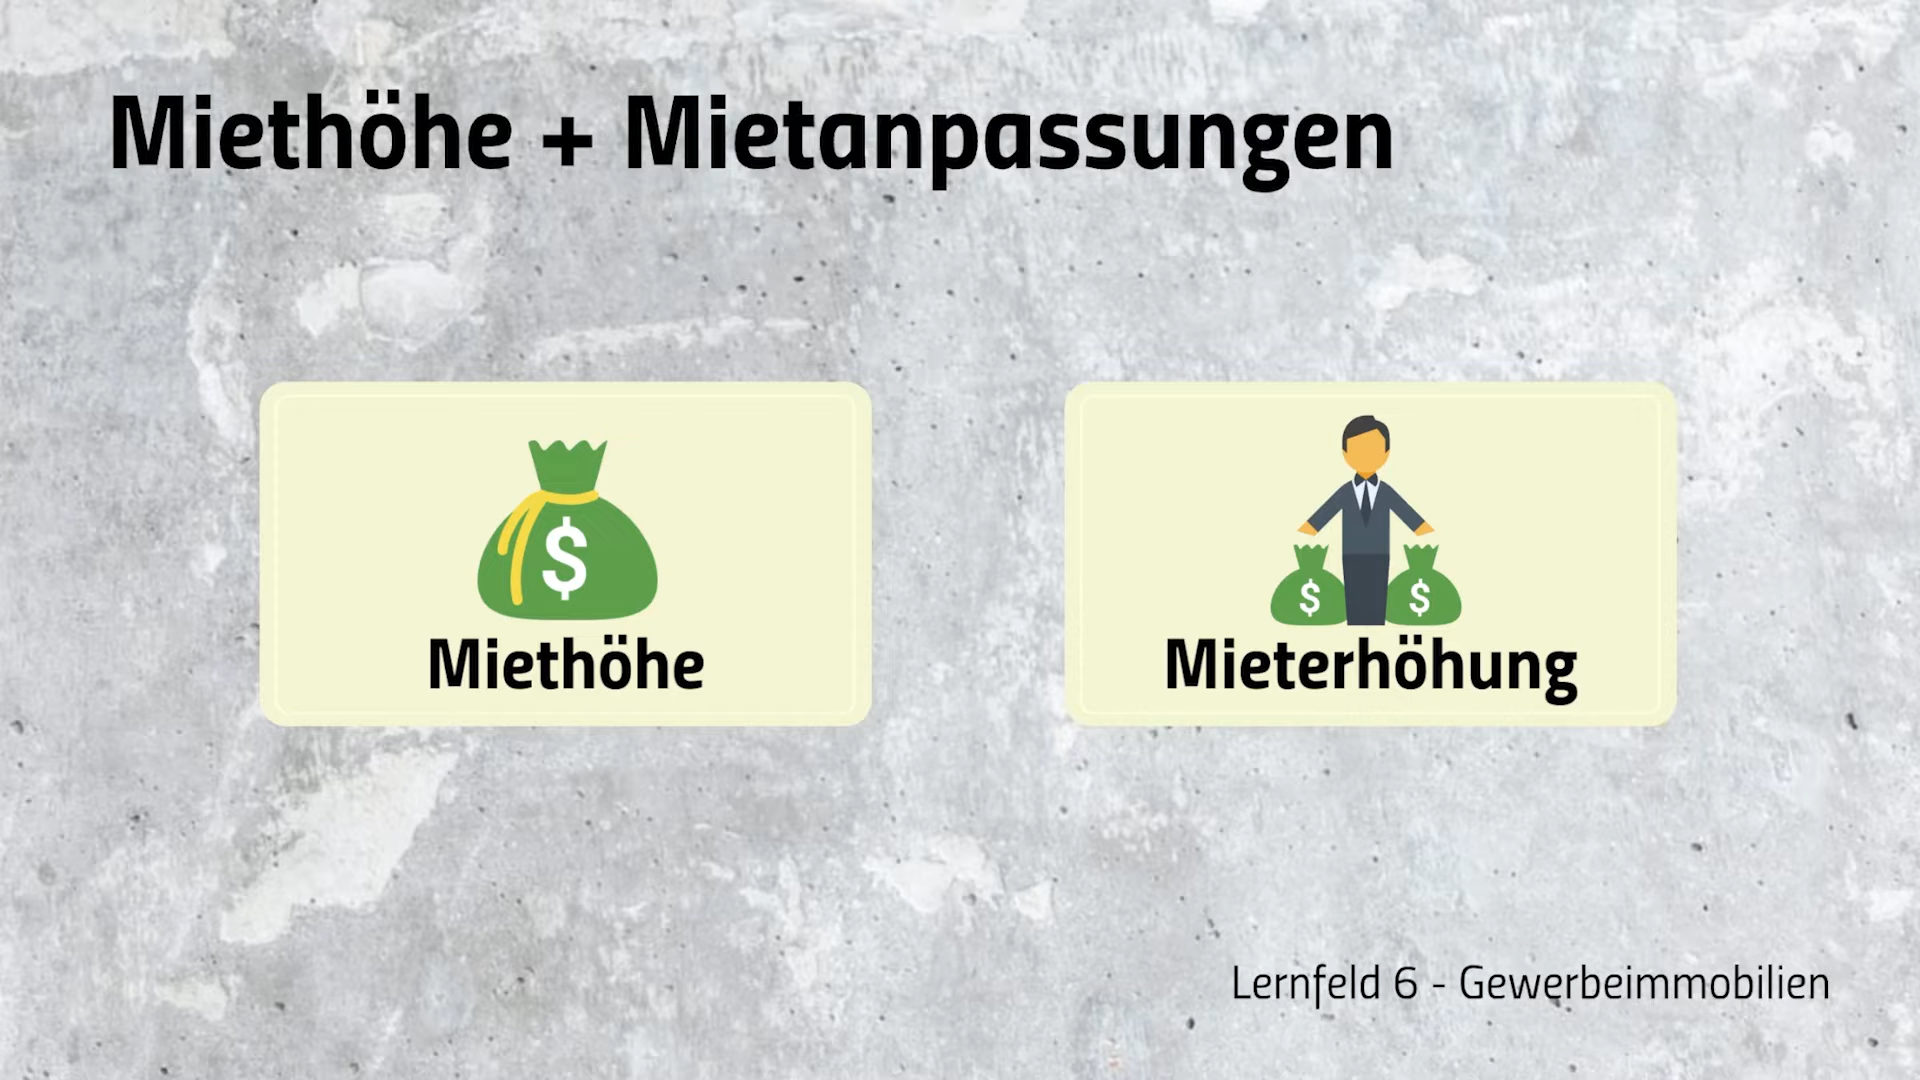 Miethöhe + Mietanpassungen
$
Miethöhe
$ $
Mieterhöhung
Lernfeld 6 - Gewerbeimmobilien